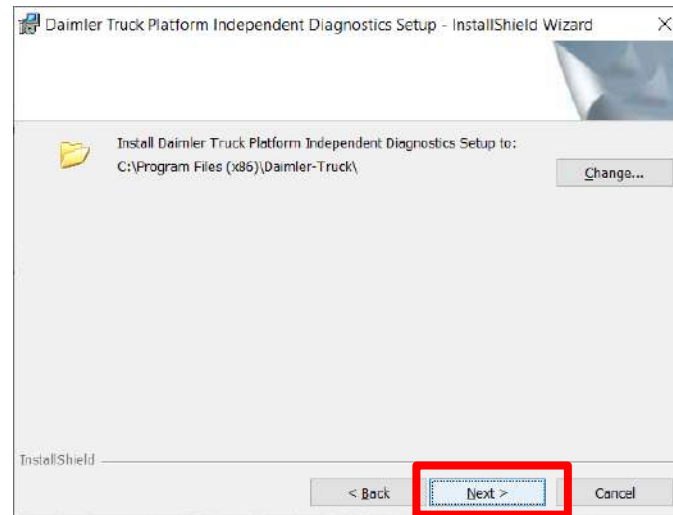 Daimler Truck Platform Independent Diagnostics Setup - InstallShield Wizard
Install Daimler Truck Platform Independent Diagnostics Setup to:
C:\Program Files (x86)\Daimler-Truck\
Change...
InstallShield
< Back
Next >
Cancel